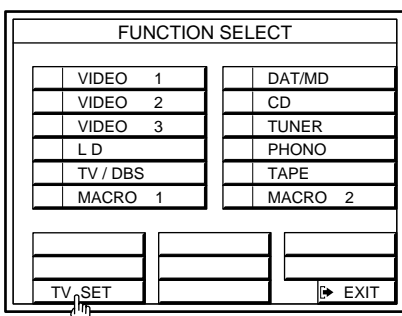 FUNCTION SELECT
VIDEO 1
VIDEO 2
VIDEO 3
L D
TV / DBS
MACRO 1
DAT/MD
CD
TUNER
PHONO
TAPE
MACRO 2
TV SET
EXIT